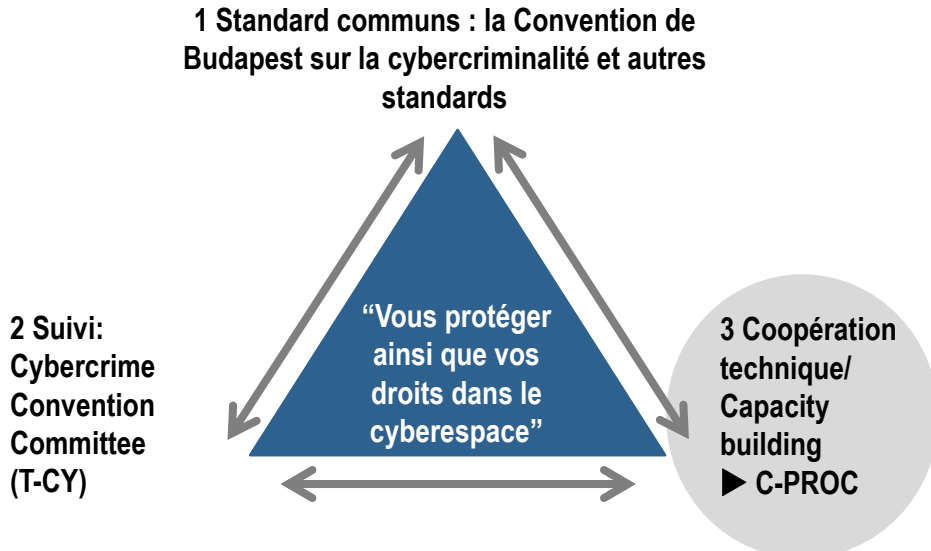 1 Standard communs : la Convention de
Budapest sur la cybercriminalité et autres
standards
“Vous protéger
ainsi que vos
droits dans le
cyberespace”
2 Suivi:
Cybercrime
Convention
Committee
(T-CY)
3 Coopération
technique/
Capacity
building
▶ C-PROC